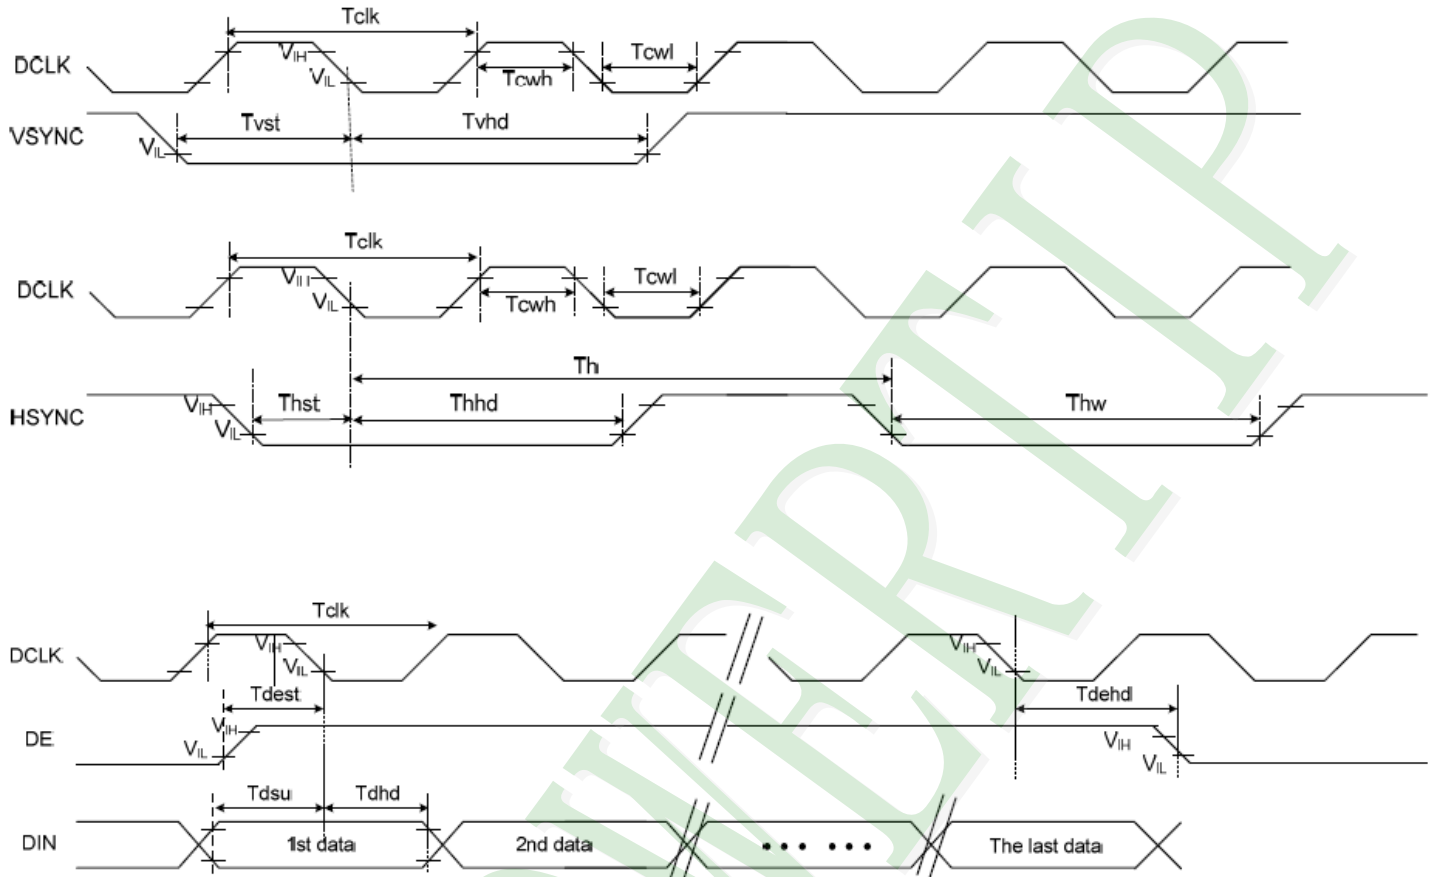 Tclk
DCLK VIH VIL Tcwh Tcwl
VSYNC VIL Tvst Tvhd
Tclk
DCLK VIH VIL Tcwh Tcwl
Th
HSYNC VIH VIL Thst Thhd Thw
Tclk
DCLK VIH VIL VIH VIL
Tdest Tdehd
DE VIH VIL VIH VIL
Tdsu Tdhd
DIN 1st data 2nd data The last data
WERTIP